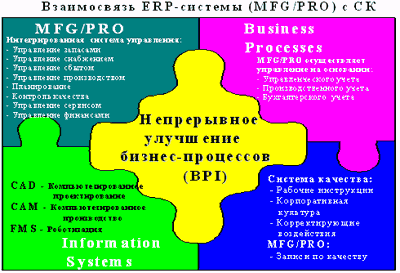 Взаимосвязь ERP-системы (MFG/PRO) с СК
MFG/PRO
Интегрированная система управления:
- Управление запасами
- Управление снабжением
- Управление сбытом
- Управление производством
- Планирование
- Контроль качества
- Управление сервисом
- Управление финансами
Business
Processes
MFG/PRO осуществляет
управление на основании:
- Управленческого учета
- Производственного учета
- Бухгалтерского учета
Непрерывное
улучшение
бизнес-процессов
(BPI)
CAD - Компьютеризированное
проектирование
CAM - Компьютеризированное
производство
FMS - Роботизация
Information
Systems
Система качества:
- Рабочие инструкции
- Корпоративная
культура
- Корректирующие
воздействия
MFG/PRO:
- Записи по качеству